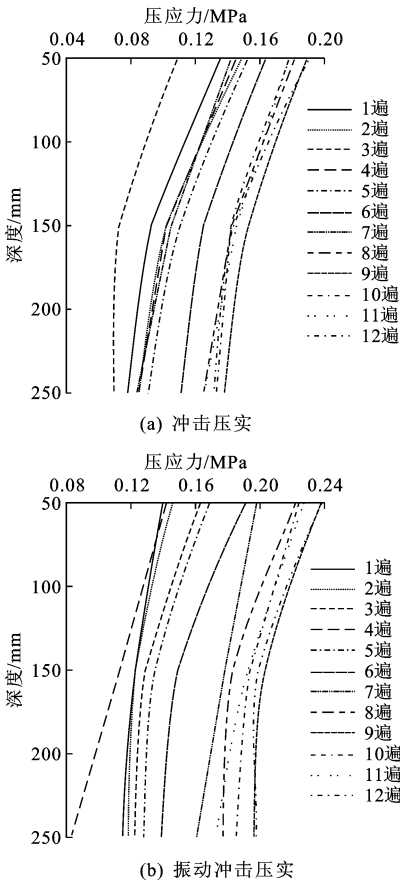 压应力/MPa
0.04 0.08 0.12 0.16 0.20
50
100
150
200
250
深度/mm
1遍
2遍
3遍
4遍
5遍
6遍
7遍
8遍
9遍
10遍
11遍
12遍
(a) 冲击压实
压应力/MPa
0.08 0.12 0.16 0.20 0.24
50
100
150
200
250
深度/mm
1遍
2遍
3遍
4遍
5遍
6遍
7遍
8遍
9遍
10遍
11遍
12遍
(b) 振动冲击压实